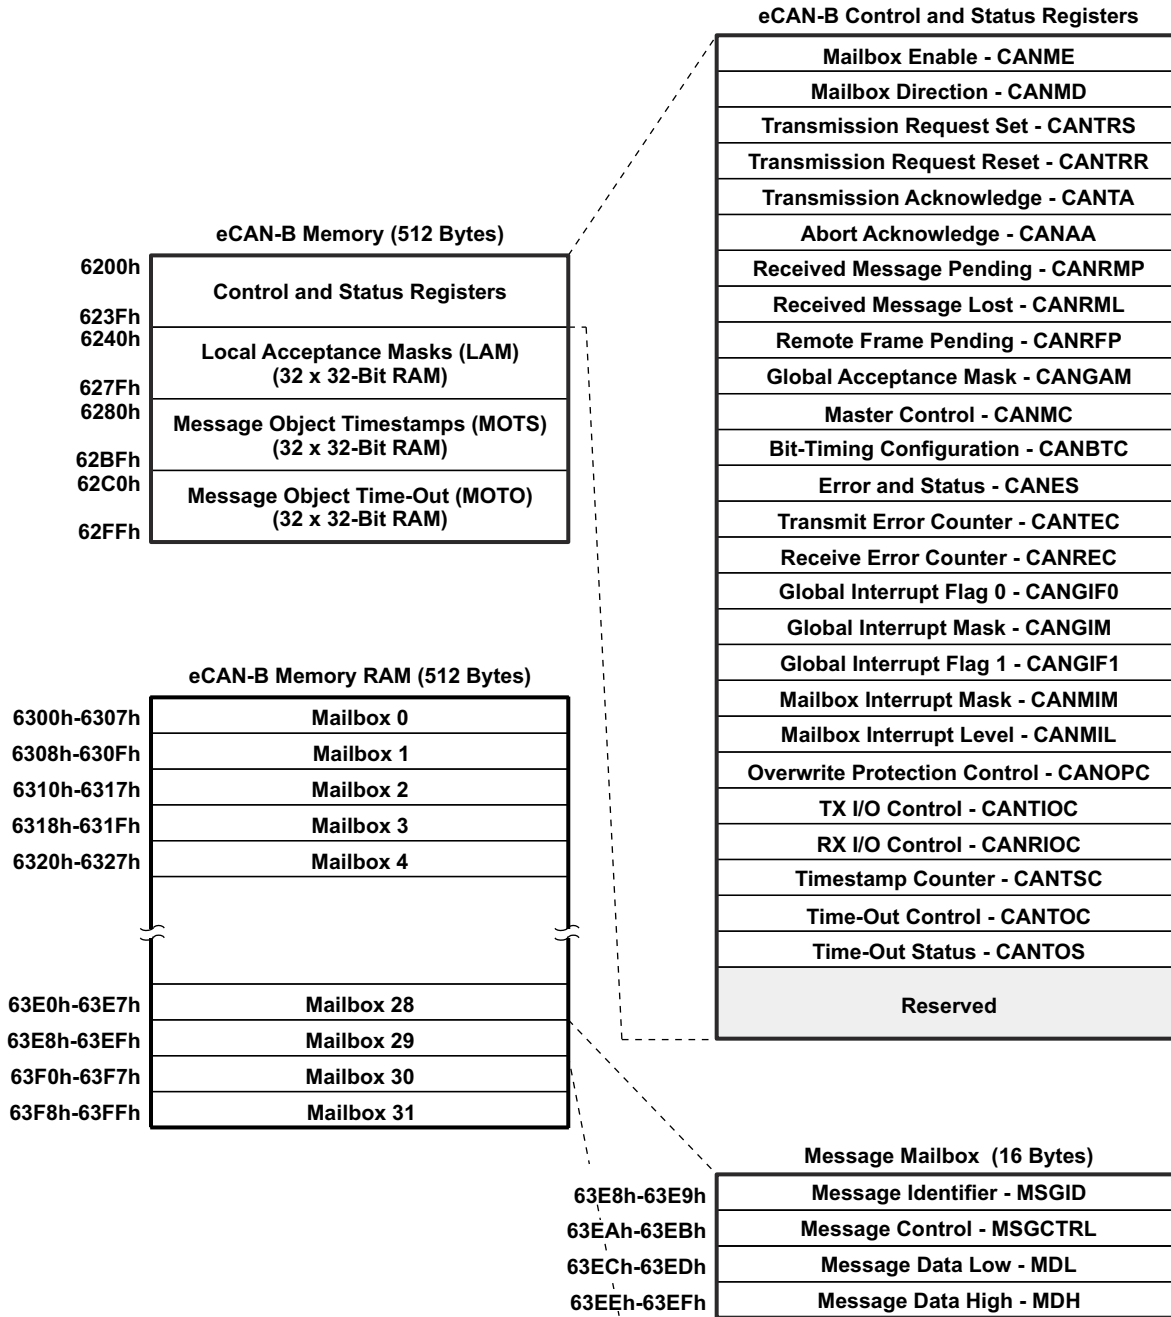 eCAN-B Control and Status Registers
Mailbox Enable - CANME
Mailbox Direction - CANMD
Transmission Request Set - CANTRS
Transmission Request Reset - CANTRR
Transmission Acknowledge - CANTA
Abort Acknowledge - CANAA
Received Message Pending - CANRMP
Received Message Lost - CANRML
Remote Frame Pending - CANRFP
Global Acceptance Mask - CANGAM
Master Control - CANMC
Bit-Timing Configuration - CANBTC
Error and Status - CANES
Transmit Error Counter - CANTEC
Receive Error Counter - CANREC
Global Interrupt Flag 0 - CANGIF0
Global Interrupt Mask - CANGIM
Global Interrupt Flag 1 - CANGIF1
Mailbox Interrupt Mask - CANMIM
Mailbox Interrupt Level - CANMIL
Overwrite Protection Control - CANOPC
TX I/O Control - CANTIOC
RX I/O Control - CANRIOC
Timestamp Counter - CANTSC
Time-Out Control - CANTOC
Time-Out Status - CANTOS
Reserved
eCAN-B Memory (512 Bytes)
6200h
Control and Status Registers
623Fh
6240h
Local Acceptance Masks (LAM)
(32 x 32-Bit RAM)
627Fh
6280h
Message Object Timestamps (MOTS)
(32 x 32-Bit RAM)
62BFh
62C0h
Message Object Time-Out (MOTO)
(32 x 32-Bit RAM)
62FFh
eCAN-B Memory RAM (512 Bytes)
6300h-6307h Mailbox 0
6308h-630Fh Mailbox 1
6310h-6317h Mailbox 2
6318h-631Fh Mailbox 3
6320h-6327h Mailbox 4
63E0h-63E7h Mailbox 28
63E8h-63EFh Mailbox 29
63F0h-63F7h Mailbox 30
63F8h-63FFh Mailbox 31
Message Mailbox (16 Bytes)
63E8h-63E9h Message Identifier - MSGID
63EAh-63EBh Message Control - MSGCTRL
63ECh-63EDh Message Data Low - MDL
63EEh-63EFh Message Data High - MDH